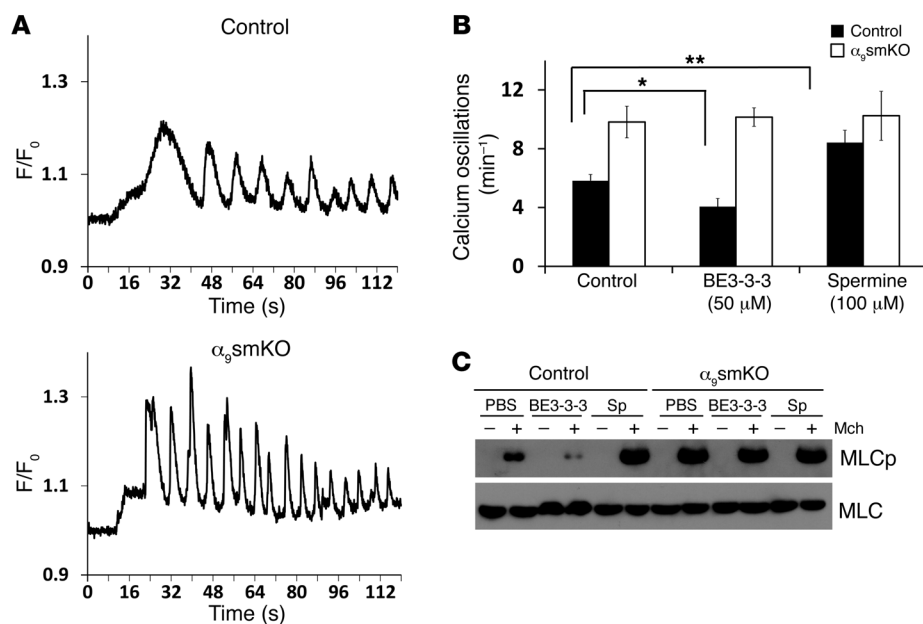 A
Control
1.3
1.1
0.9
F/F₀
0 16 32 48 64 80 96 112
Time (s)
α₉smKO
1.3
1.1
0.9
F/F₀
0 16 32 48 64 80 96 112
Time (s)
B
Control
α₉smKO
**
*
12
8
4
0
Calcium oscillations
(min⁻¹)
Control BE3-3-3 Spermine
(50 μM) (100 μM)
C
Control α₉smKO
PBS BE3-3-3 Sp PBS BE3-3-3 Sp
– + – + – + – + – + – + Mch
MLCp
MLC